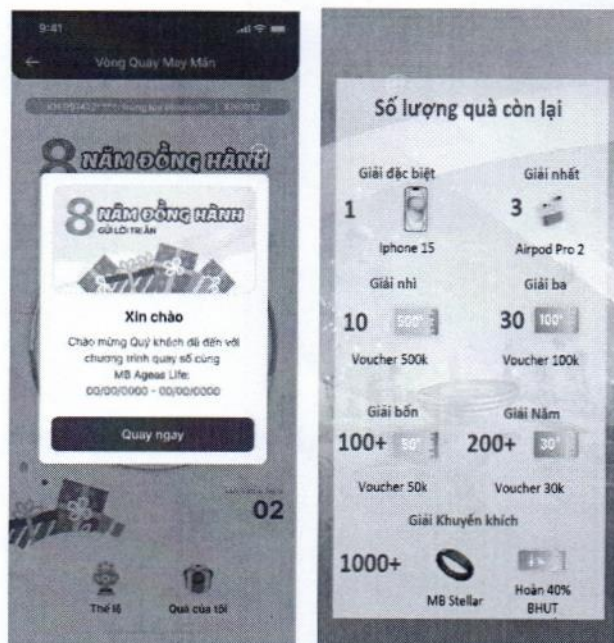 9:41
Vòng Quay May Mắn
8 NĂM ĐỒNG HÀNH
8 NĂM ĐỒNG HÀNH
GỬI LỜI TRI ÂN
Xin chào
Chào mừng Quý khách đã đến với
chương trình quay số cùng
MB Ageas Life:
00/00/0000 - 00/00/0000
Quay ngay
02
Thể lệ
Quà của tôi
Số lượng quà còn lại
Giải đặc biệt
Giải nhất
1
3
Iphone 15
Airpod Pro 2
Giải nhì
Giải ba
10
500K
30
100K
Voucher 500k
Voucher 100k
Giải bốn
Giải Năm
100+
50K
200+
30K
Voucher 50k
Voucher 30k
Giải Khuyến khích
1000+
MB Stellar
Hoàn 40%
BHUT